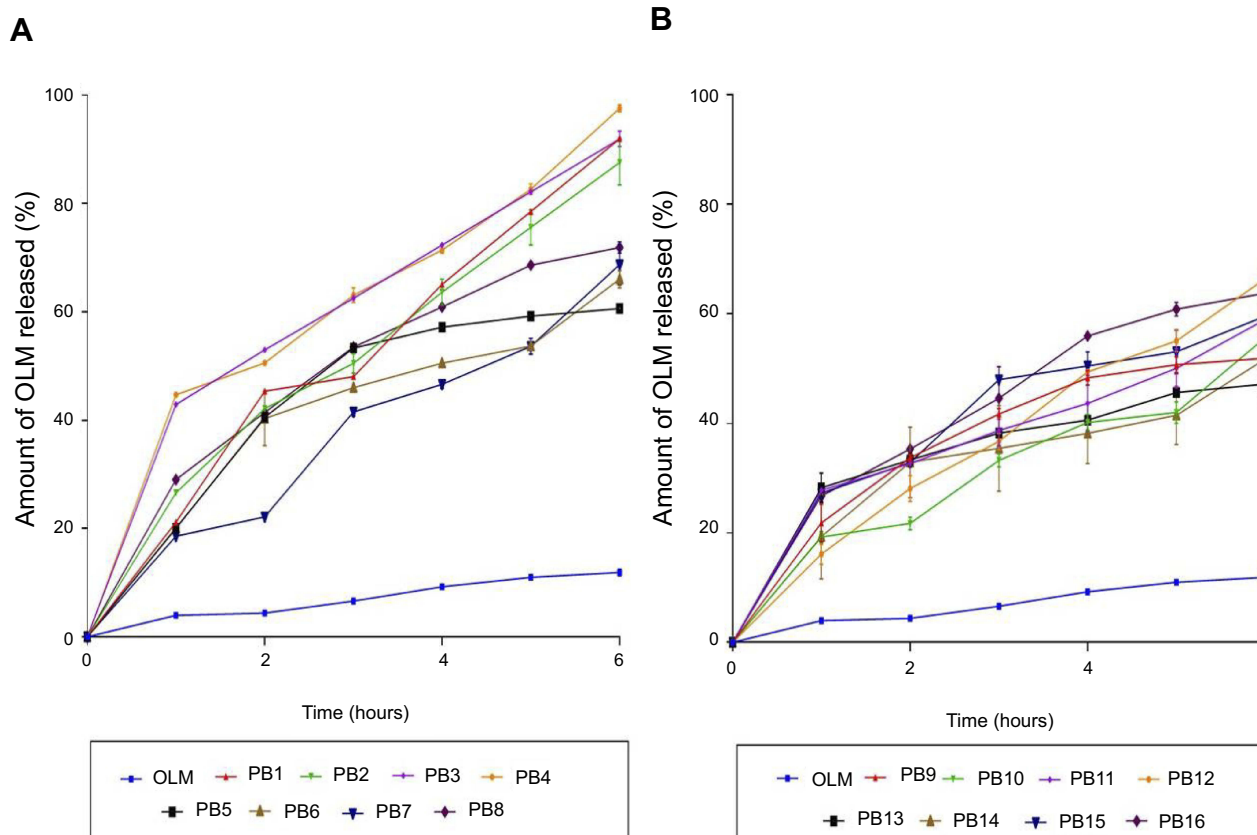 A
100
80
60
40
20
0
0 2 4 6
Amount of OLM released (%)
Time (hours)
OLM PB1 PB2 PB3 PB4
PB5 PB6 PB7 PB8
B
100
80
60
40
20
0
0 2 4
Amount of OLM released (%)
Time (hours)
OLM PB9 PB10 PB11 PB12
PB13 PB14 PB15 PB16